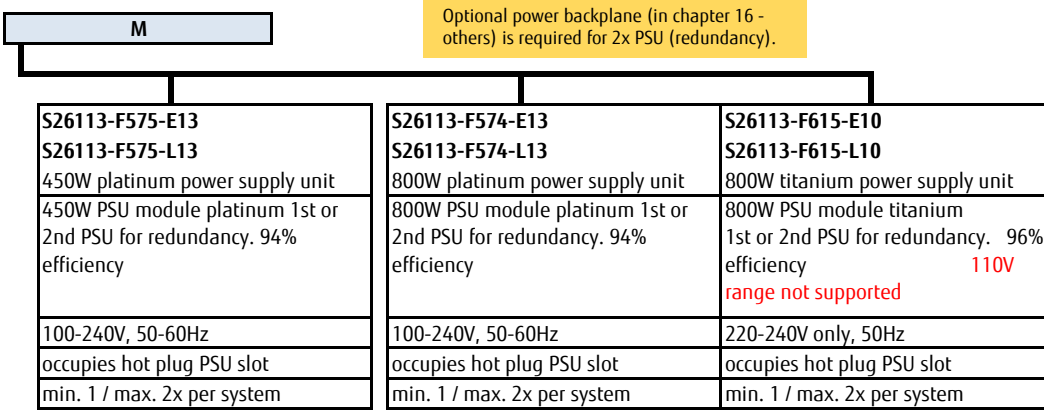 M
Optional power backplane (in chapter 16 -
others) is required for 2x PSU (redundancy).
S26113-F575-E13
S26113-F575-L13
450W platinum power supply unit
450W PSU module platinum 1st or
2nd PSU for redundancy. 94%
efficiency
100-240V, 50-60Hz
occupies hot plug PSU slot
min. 1 / max. 2x per system
S26113-F574-E13
S26113-F574-L13
800W platinum power supply unit
800W PSU module platinum 1st or
2nd PSU for redundancy. 94%
efficiency
100-240V, 50-60Hz
occupies hot plug PSU slot
min. 1 / max. 2x per system
S26113-F615-E10
S26113-F615-L10
800W titanium power supply unit
800W PSU module titanium
1st or 2nd PSU for redundancy. 96%
efficiency 110V
range not supported
220-240V only, 50Hz
occupies hot plug PSU slot
min. 1 / max. 2x per system